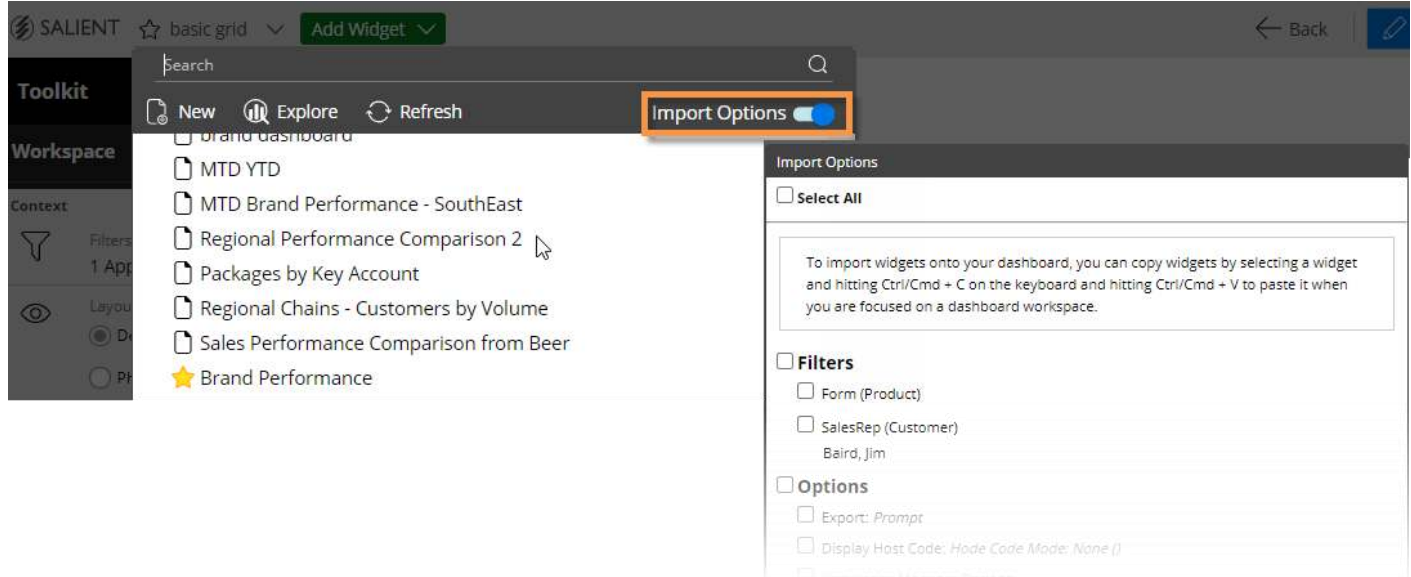 SALIENT basic grid Add Widget Back
Search
Toolkit
New Explore Refresh Import Options
brand dashboard
Workspace
MTD YTD
MTD Brand Performance - SouthEast
Context
Regional Performance Comparison 2
Filters
1 App
Packages by Key Account
Regional Chains - Customers by Volume
Layou
De
Sales Performance Comparison from Beer
Ph
Brand Performance
Import Options
Select All
To import widgets onto your dashboard, you can copy widgets by selecting a widget
and hitting Ctrl/Cmd + C on the keyboard and hitting Ctrl/Cmd + V to paste it when
you are focused on a dashboard workspace.
Filters
Form (Product)
SalesRep (Customer)
Baird, Jim
Options
Export: Prompt
Display Host Code: Hode Code Mode: None ()